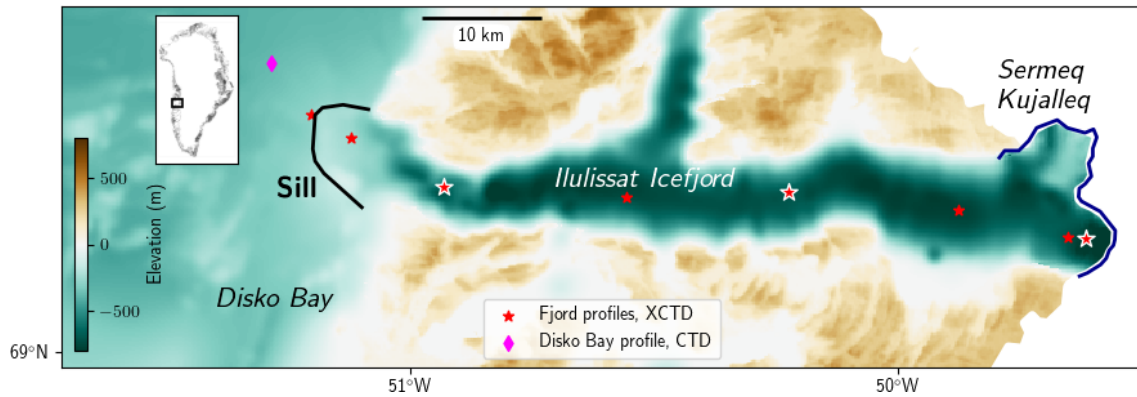 10 km
Sermeq
Kujalleq
Ilulissat Icefjord
Sill
Disko Bay
Elevation (m)
500
0
−500
Fjord profiles, XCTD
Disko Bay profile, CTD
69°N
51°W
50°W